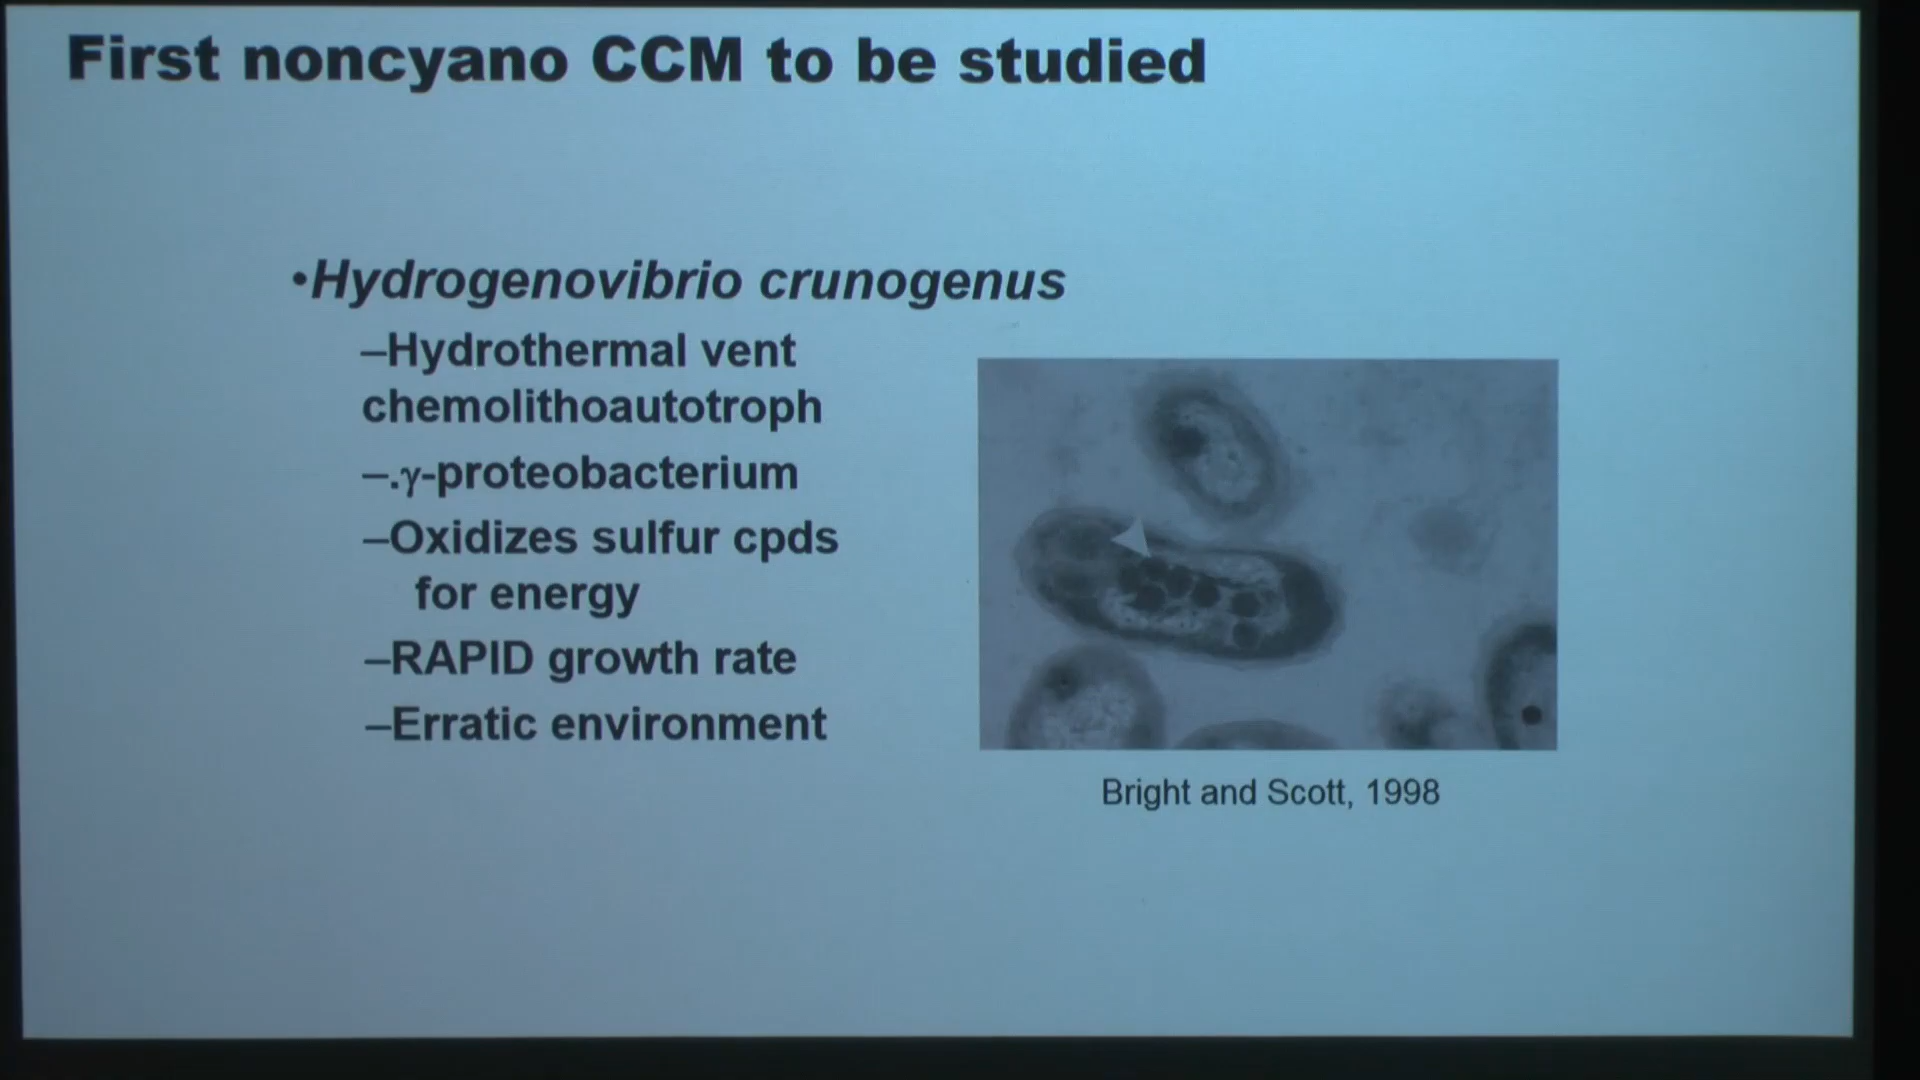 First noncyano CCM to be studied
•Hydrogenovibrio crunogenus
–Hydrothermal vent
chemolithoautotroph
–.γ-proteobacterium
–Oxidizes sulfur cpds
for energy
–RAPID growth rate
–Erratic environment
Bright and Scott, 1998